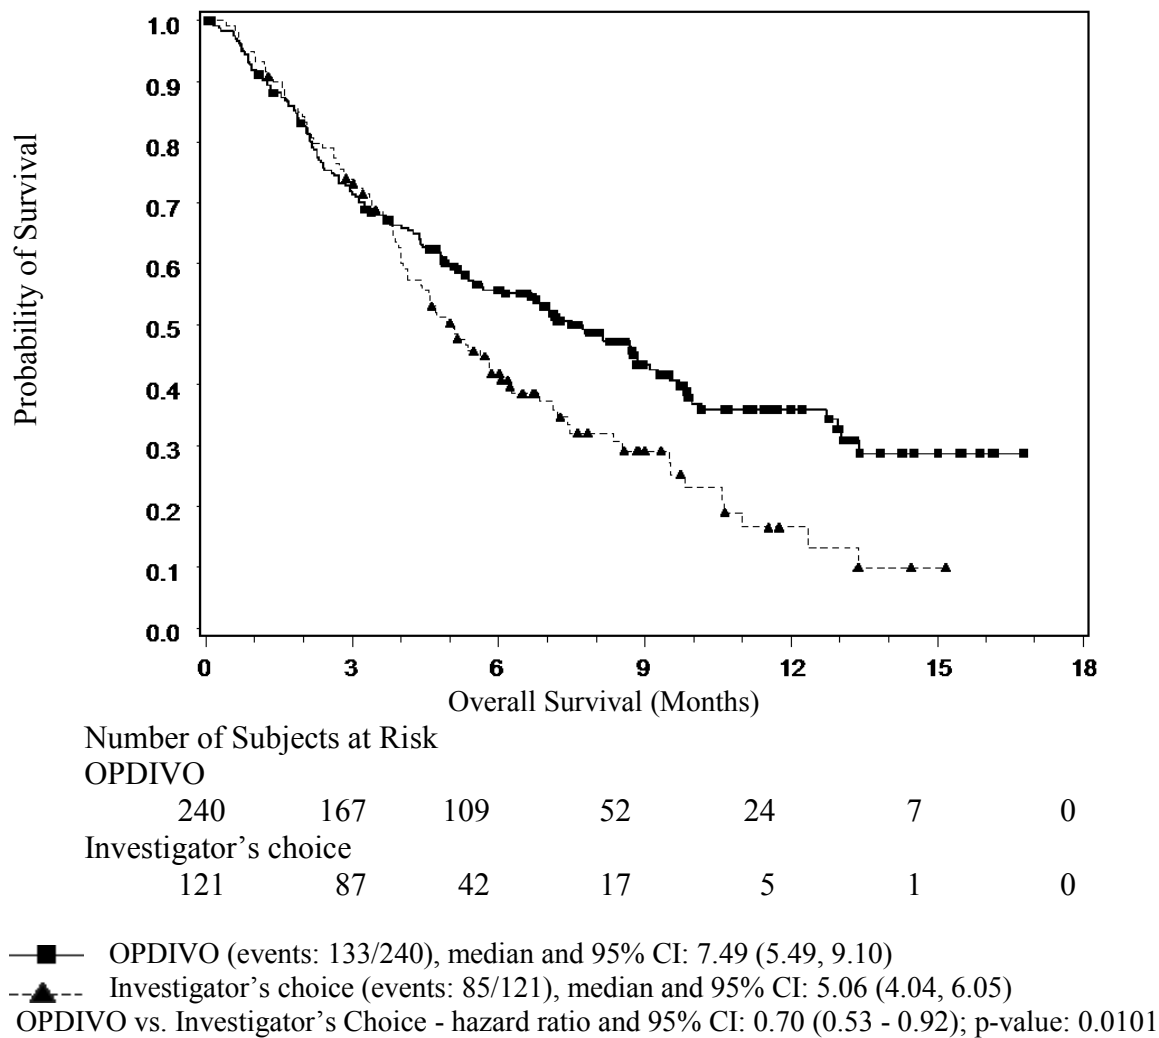 Probability of Survival
1.0
0.9
0.8
0.7
0.6
0.5
0.4
0.3
0.2
0.1
0.0
0 3 6 9 12 15 18
Overall Survival (Months)
Number of Subjects at Risk
OPDIVO
240 167 109 52 24 7 0
Investigator’s choice
121 87 42 17 5 1 0
OPDIVO (events: 133/240), median and 95% CI: 7.49 (5.49, 9.10)
Investigator’s choice (events: 85/121), median and 95% CI: 5.06 (4.04, 6.05)
OPDIVO vs. Investigator’s Choice - hazard ratio and 95% CI: 0.70 (0.53 - 0.92); p-value: 0.0101